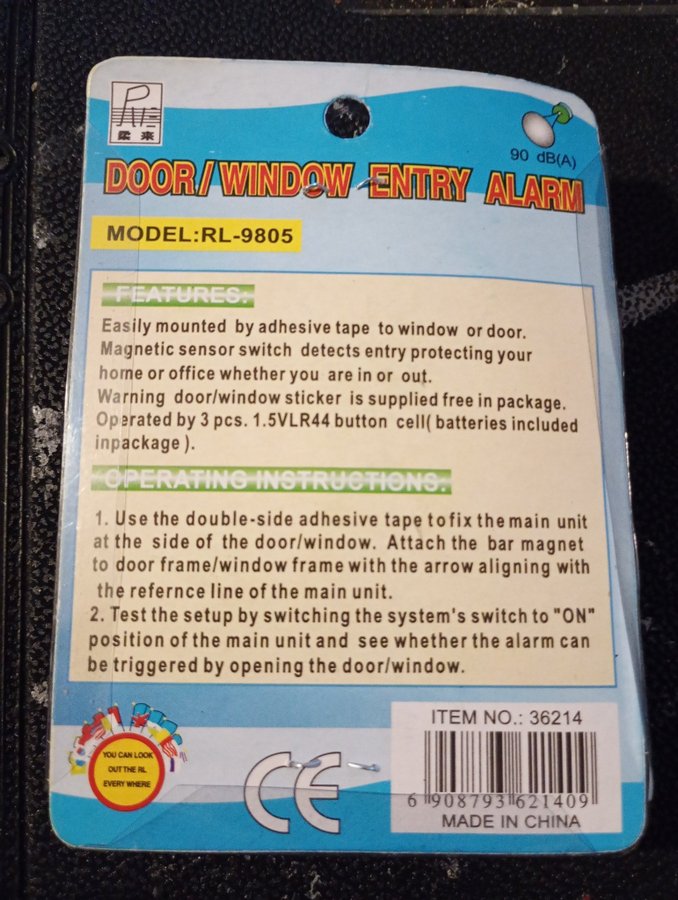 柔来
90 dB(A)
DOOR/WINDOW ENTRY ALARM
MODEL:RL-9805
FEATURES:
Easily mounted by adhesive tape to window or door.
Magnetic sensor switch detects entry protecting your
home or office whether you are in or out.
Warning door/window sticker is supplied free in package.
Operated by 3 pcs. 1.5VLR44 button cell( batteries included
inpackage ).
OPERATING INSTRUCTIONS:
1. Use the double-side adhesive tape to fix the main unit
at the side of the door/window. Attach the bar magnet
to door frame/window frame with the arrow aligning with
the refernce line of the main unit.
2. Test the setup by switching the system's switch to "ON"
position of the main unit and see whether the alarm can
be triggered by opening the door/window.
YOU CAN LOOK
OUT THE RL
EVERY WHERE
CE
ITEM NO.: 36214
6 908793 621409
MADE IN CHINA